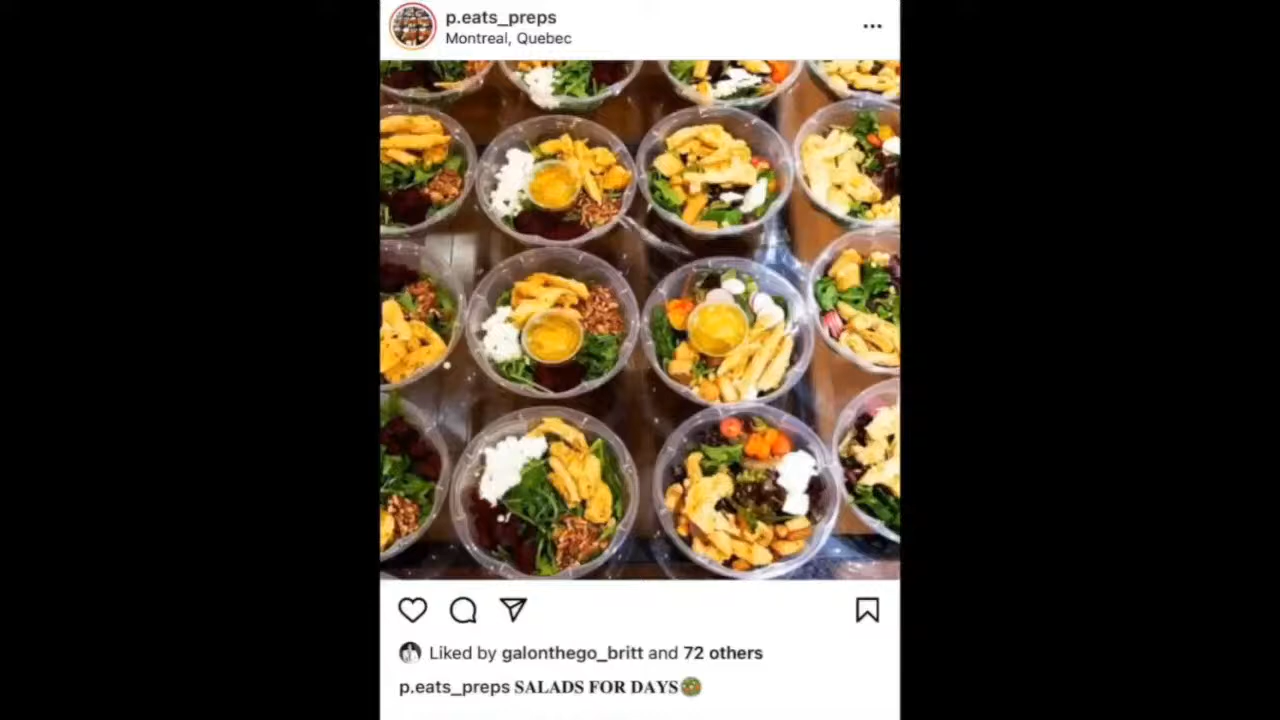 p.eats_preps
Montreal, Quebec
Liked by galonthego_britt and 72 others
p.eats_preps SALADS FOR DAYS🥗